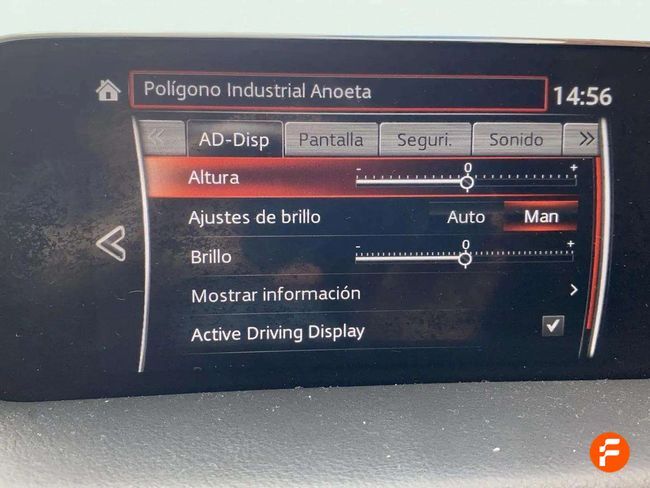 Polígono Industrial Anoeta
14:56
AD-Disp Pantalla Seguri. Sonido
Altura - 0 +
Ajustes de brillo Auto Man
Brillo - 0 +
Mostrar información
Active Driving Display